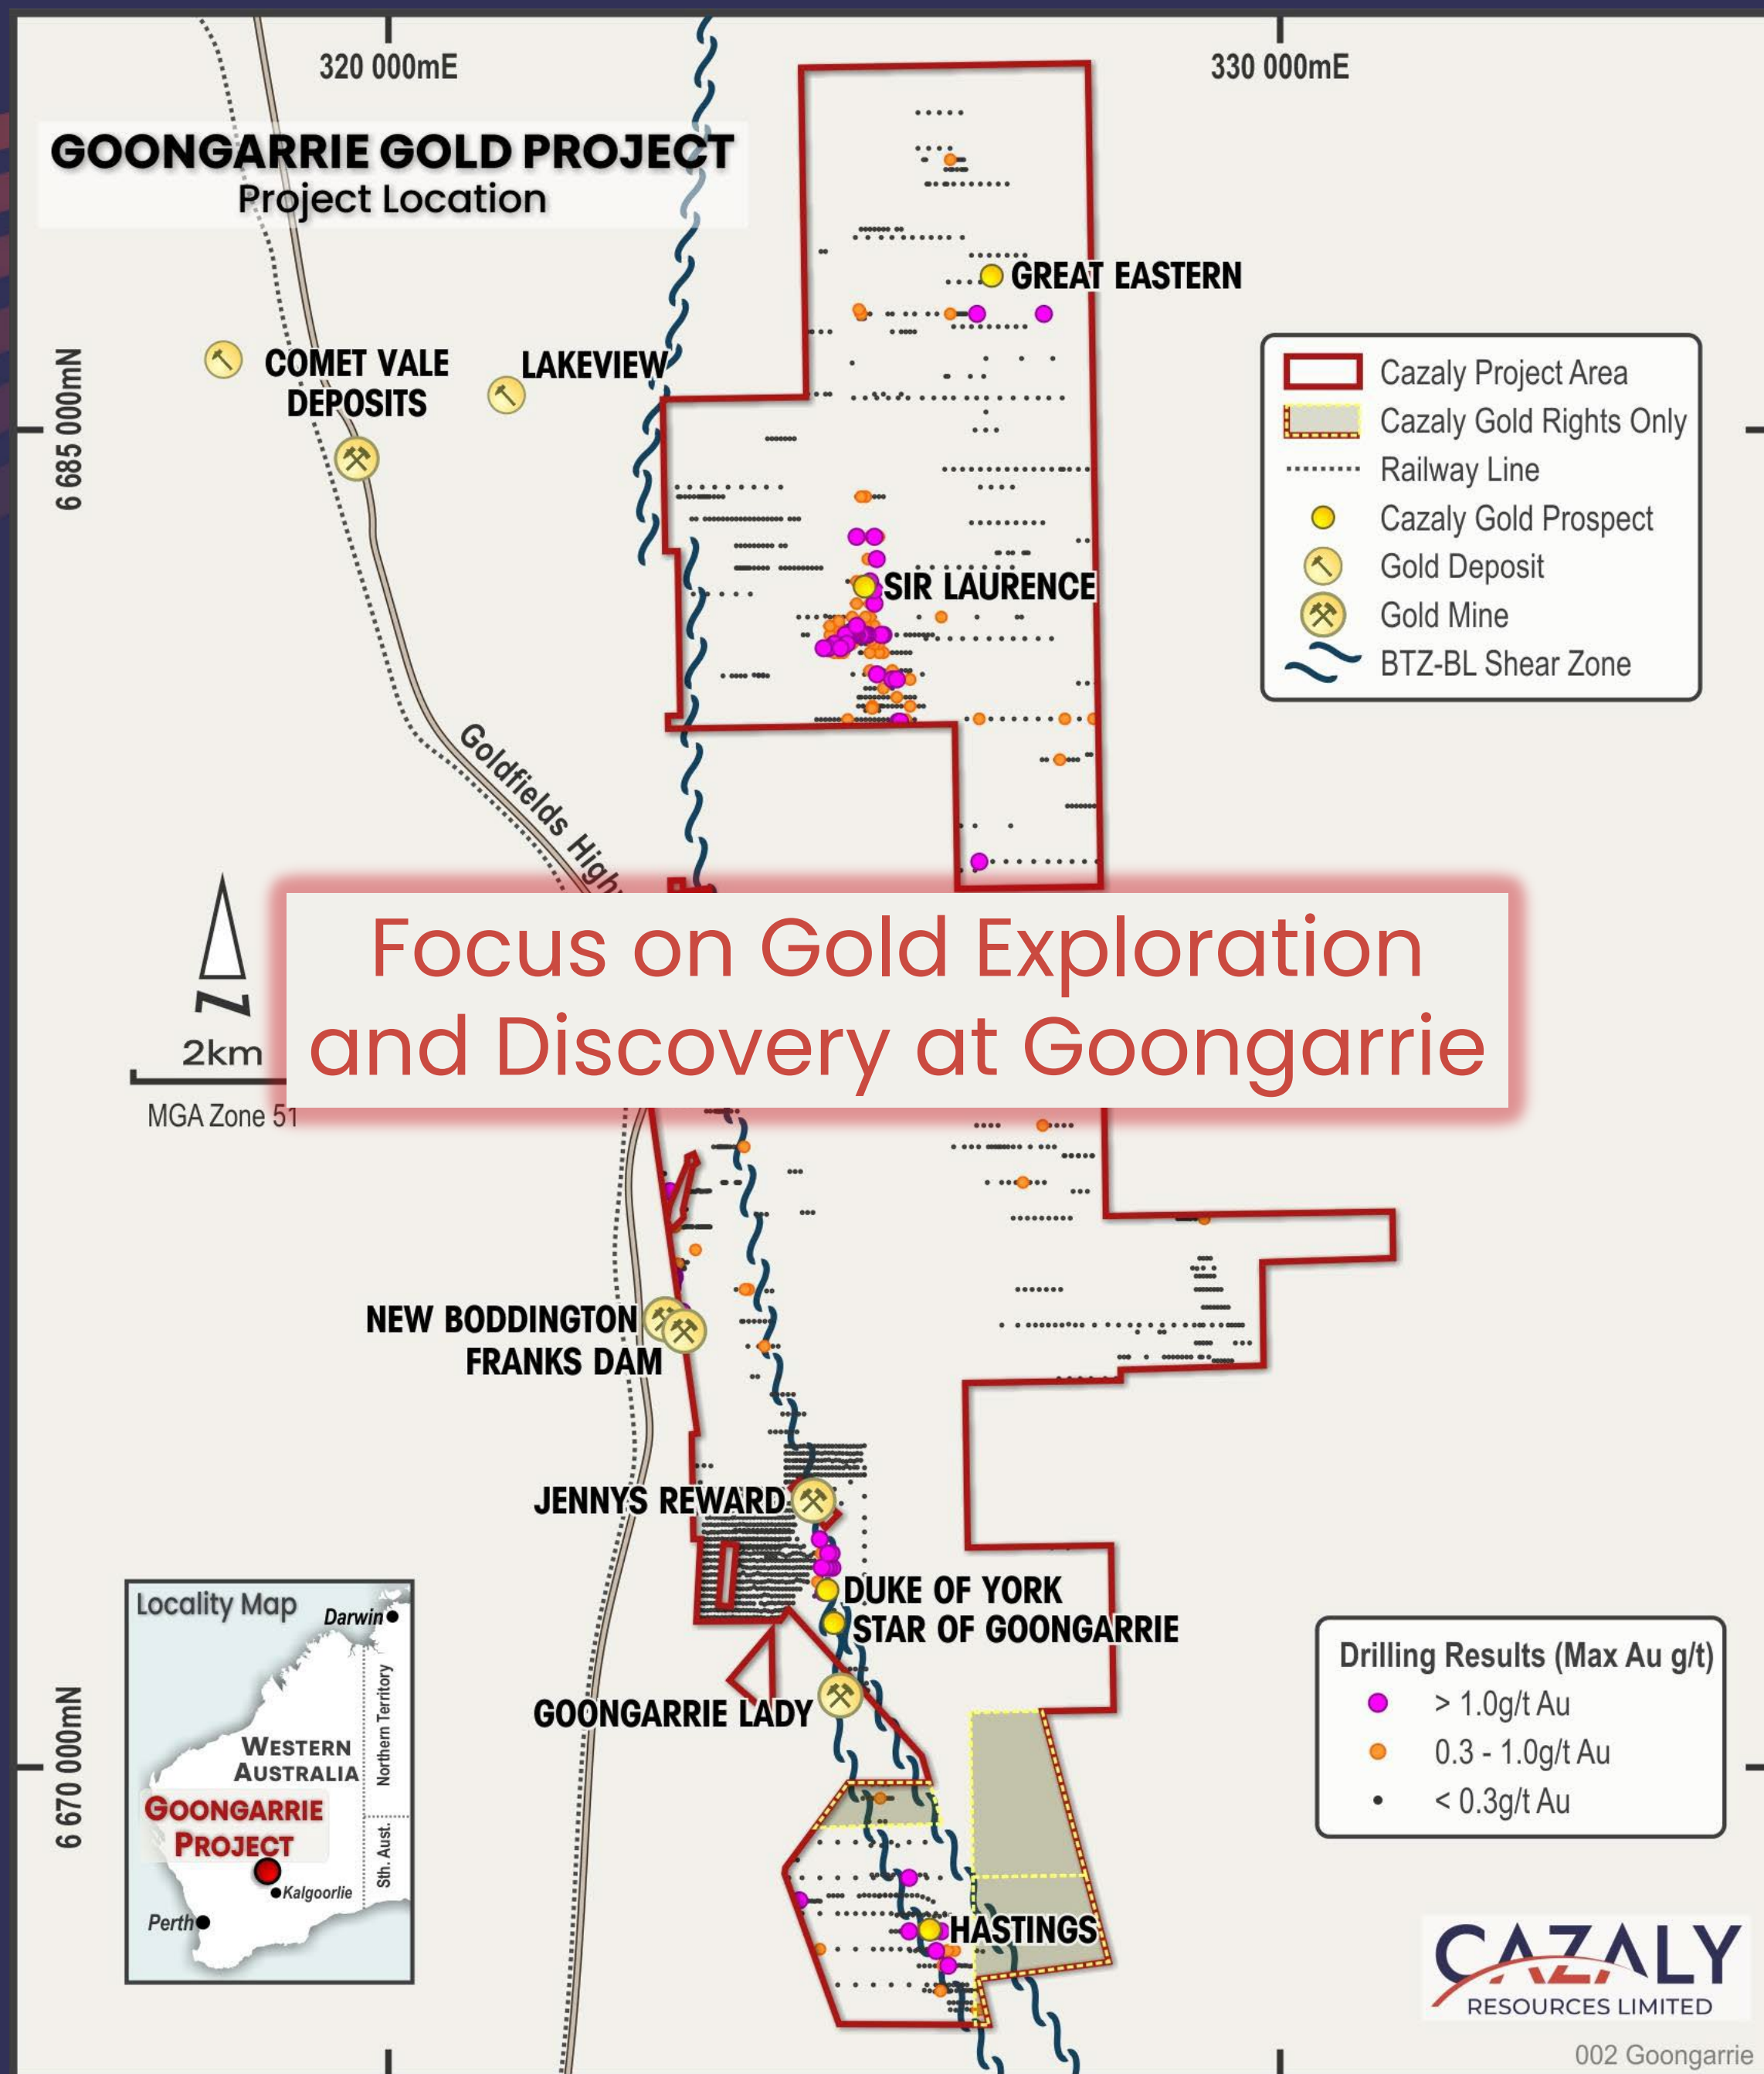 320 000mE
330 000mE
GOONGARRIE GOLD PROJECT
Project Location
GREAT EASTERN
COMET VALE
DEPOSITS
LAKEVIEW
6 685 000mN
Cazaly Project Area
Cazaly Gold Rights Only
Railway Line
Cazaly Gold Prospect
Gold Deposit
Gold Mine
BTZ-BL Shear Zone
SIR LAURENCE
Goldfields High
Focus on Gold Exploration
and Discovery at Goongarrie
N
2km
MGA Zone 51
NEW BODDINGTON
FRANKS DAM
JENNYS REWARD
DUKE OF YORK
STAR OF GOONGARRIE
GOONGARRIE LADY
6 670 000mN
Locality Map
Darwin
Northern Territory
WESTERN
AUSTRALIA
GOONGARRIE
PROJECT
Sth. Aust.
Kalgoorlie
Perth
Drilling Results (Max Au g/t)
> 1.0g/t Au
0.3 - 1.0g/t Au
< 0.3g/t Au
HASTINGS
CAZALY
RESOURCES LIMITED
002 Goongarrie